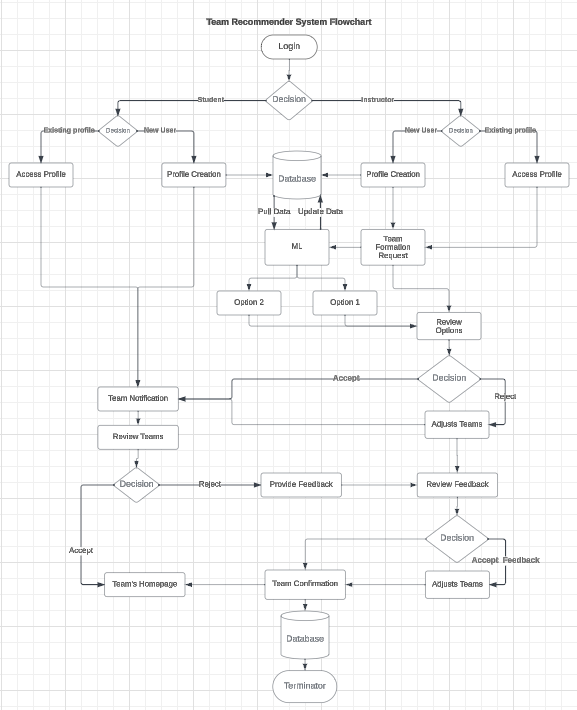 Team Recommender System Flowchart
Login
Decision
Student
Instructor
Existing profile
Decision
New User
New User
Decision
Existing profile
Access Profile
Profile Creation
Database
Profile Creation
Access Profile
Pull Data
Update Data
ML
Team
Formation
Request
Option 2
Option 1
Review
Options
Decision
Accept
Reject
Team Notification
Adjusts Teams
Review Teams
Decision
Reject
Provide Feedback
Review Feedback
Decision
Accept
Accept Feedback
Team's Homepage
Team Confirmation
Adjusts Teams
Database
Terminator